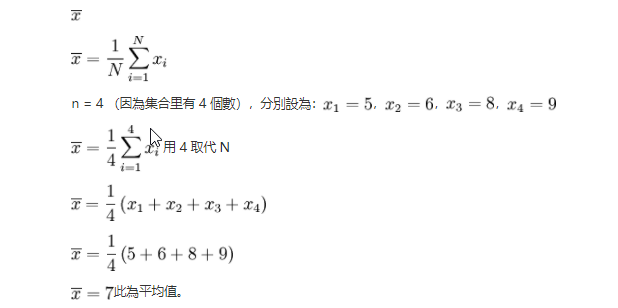 x̅
x̅ = 1/N ∑_{i=1}^{N} x_i
n = 4 （因為集合里有 4 個數），分別設為：x₁ = 5，x₂ = 6，x₃ = 8，x₄ = 9
x̅ = 1/4 ∑_{i=1}^{4} x_i 用 4 取代 N
x̅ = 1/4 (x₁ + x₂ + x₃ + x₄)
x̅ = 1/4 (5 + 6 + 8 + 9)
x̅ = 7此為平均值。